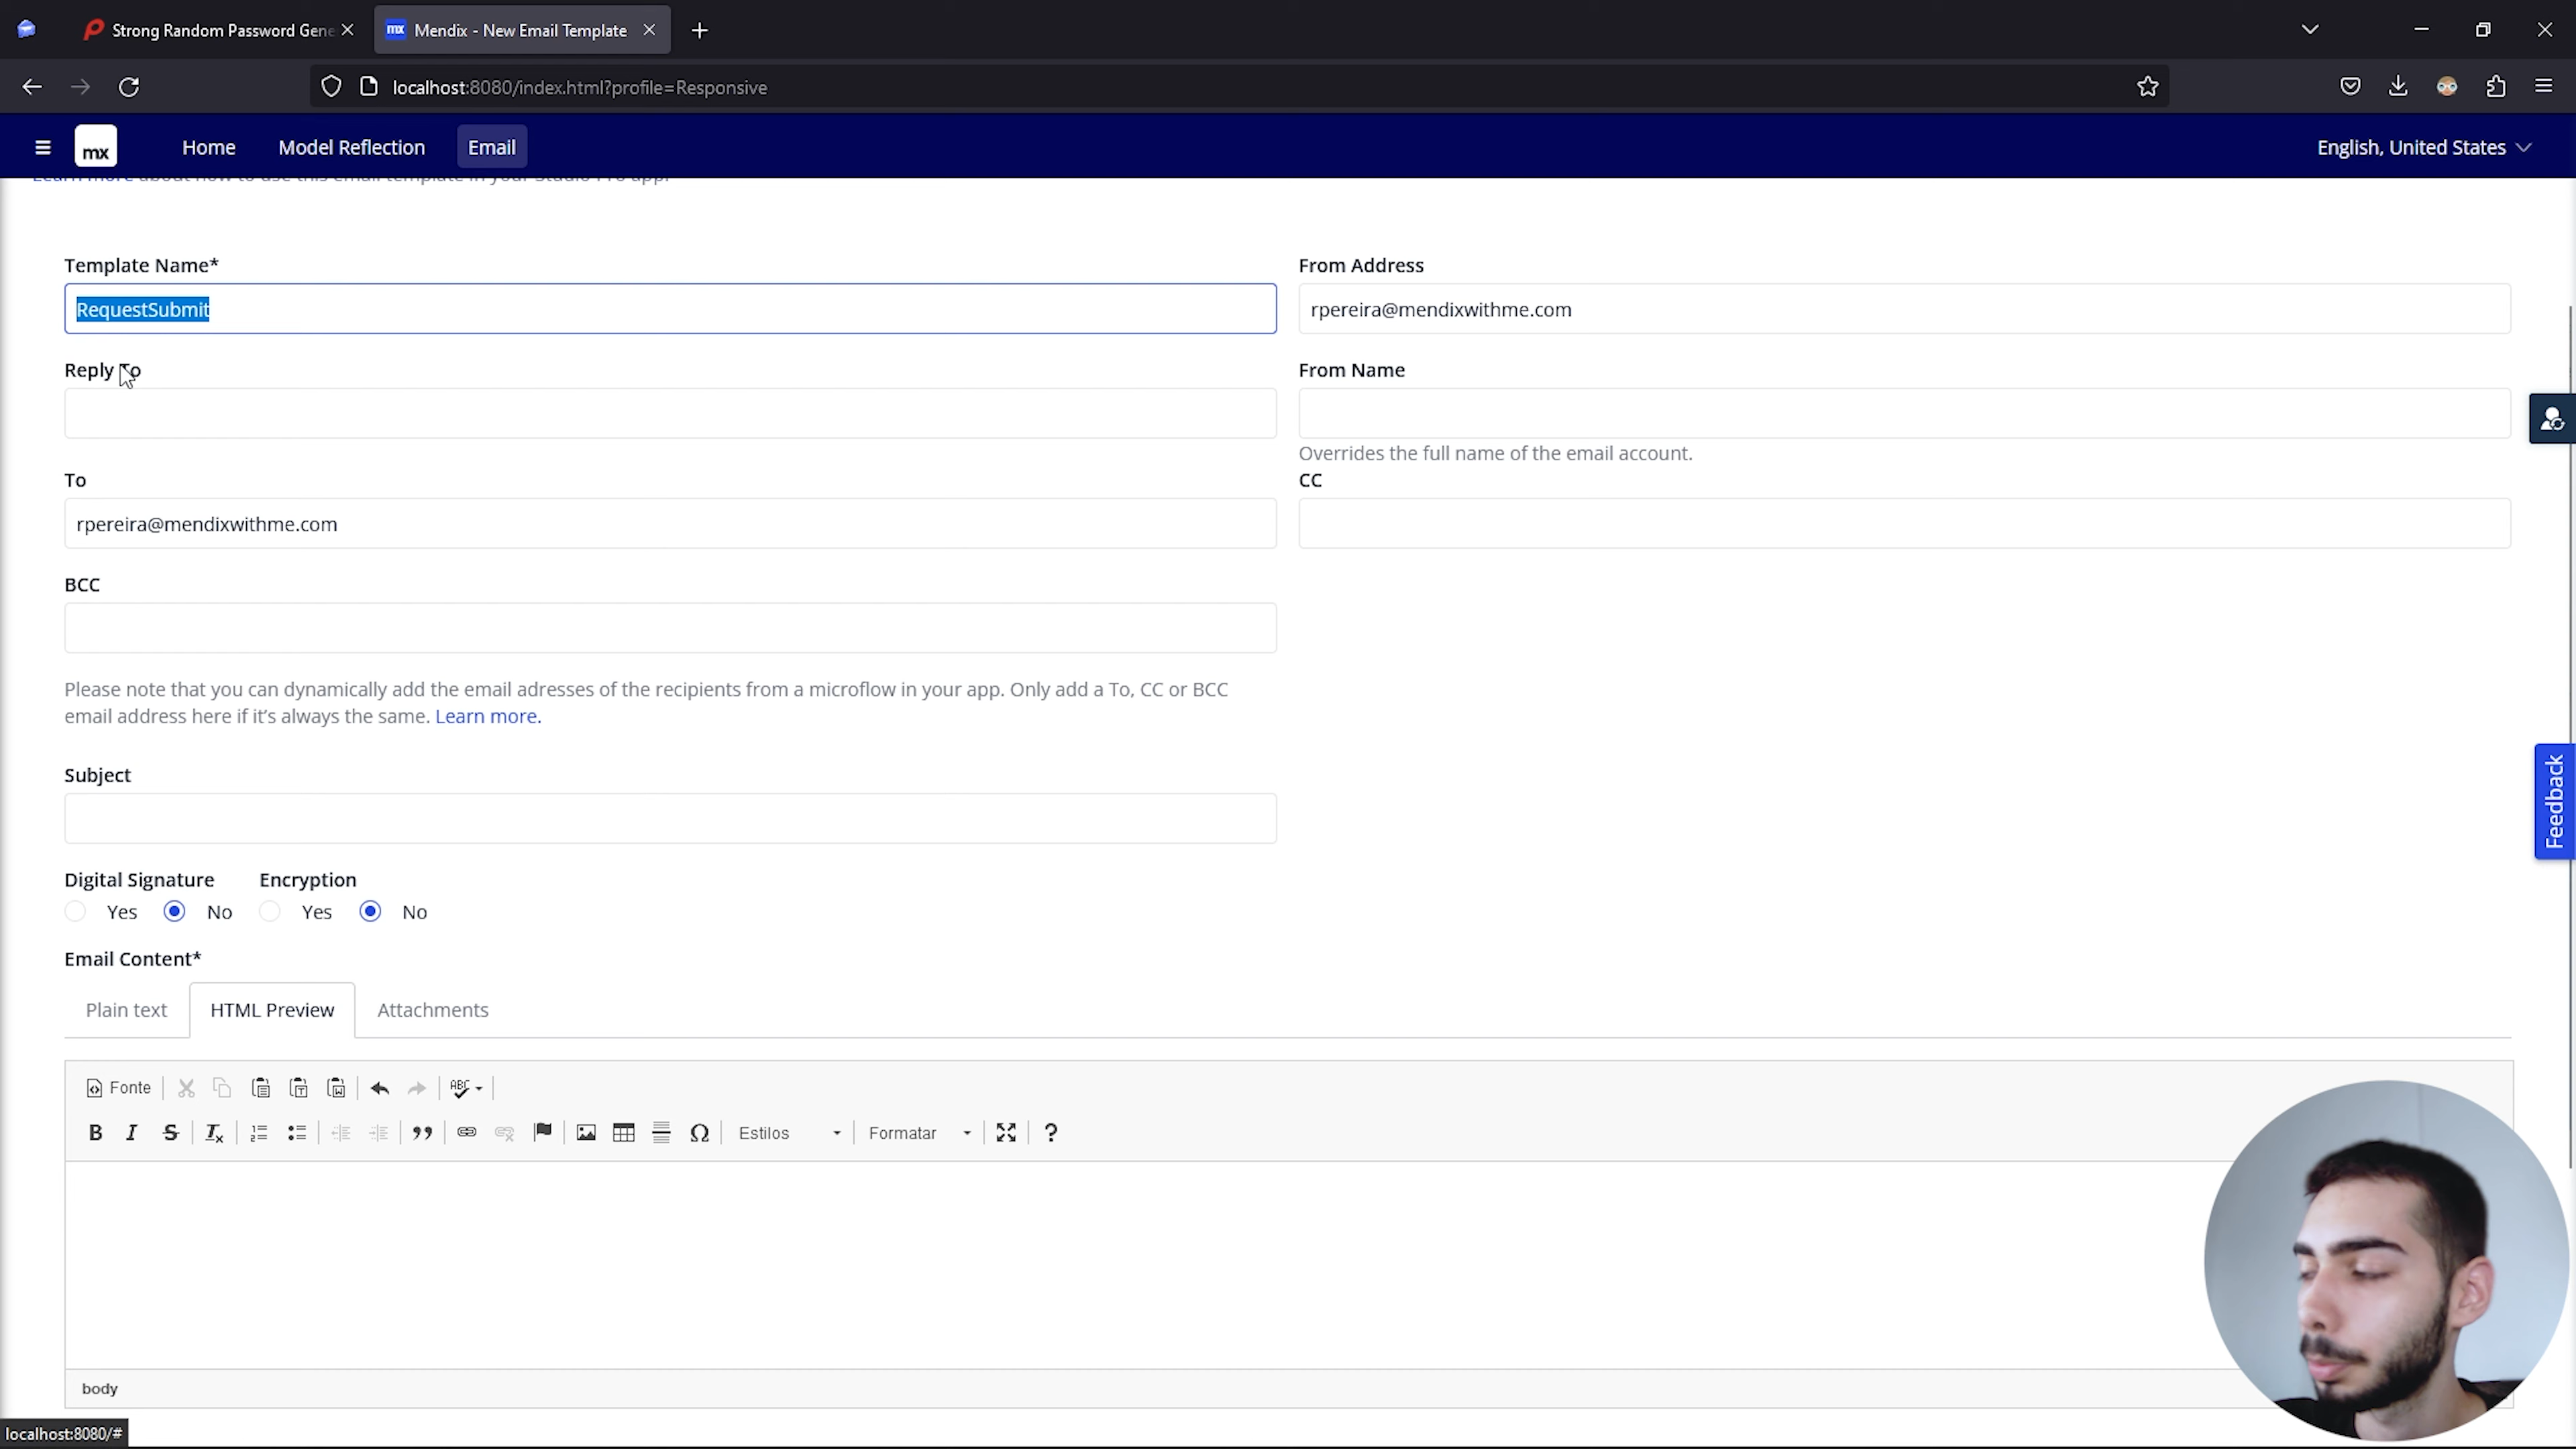 Strong Random Password Gene
mx Mendix - New Email Template
localhost:8080/index.html?profile=Responsive
mx Home Model Reflection Email English, United States
Learn more about how to use this email template in your Studio Pro app.
Template Name* From Address
RequestSubmit rpereira@mendixwithme.com
Reply To From Name
Overrides the full name of the email account.
To CC
rpereira@mendixwithme.com
BCC
Please note that you can dynamically add the email adresses of the recipients from a microflow in your app. Only add a To, CC or BCC
email address here if it's always the same. Learn more.
Feedback
Subject
Digital Signature Encryption
Yes No Yes No
Email Content*
Plain text HTML Preview Attachments
Fonte ABC
B I S Tx Ω Estilos Formatar ?
body
localhost:8080/#